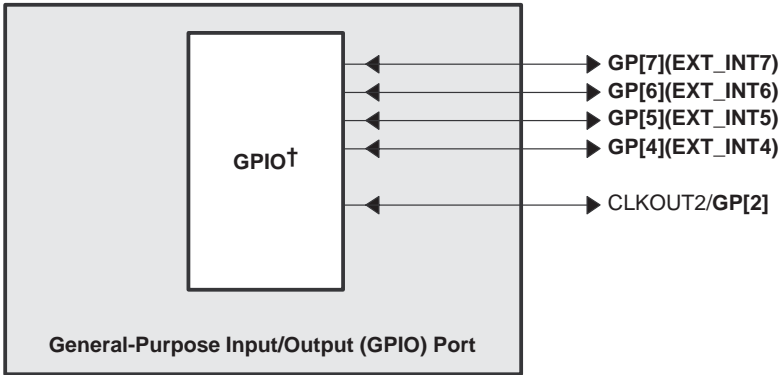 GP[7](EXT_INT7)
GP[6](EXT_INT6)
GP[5](EXT_INT5)
GP[4](EXT_INT4)
GPIO†
CLKOUT2/GP[2]
General-Purpose Input/Output (GPIO) Port